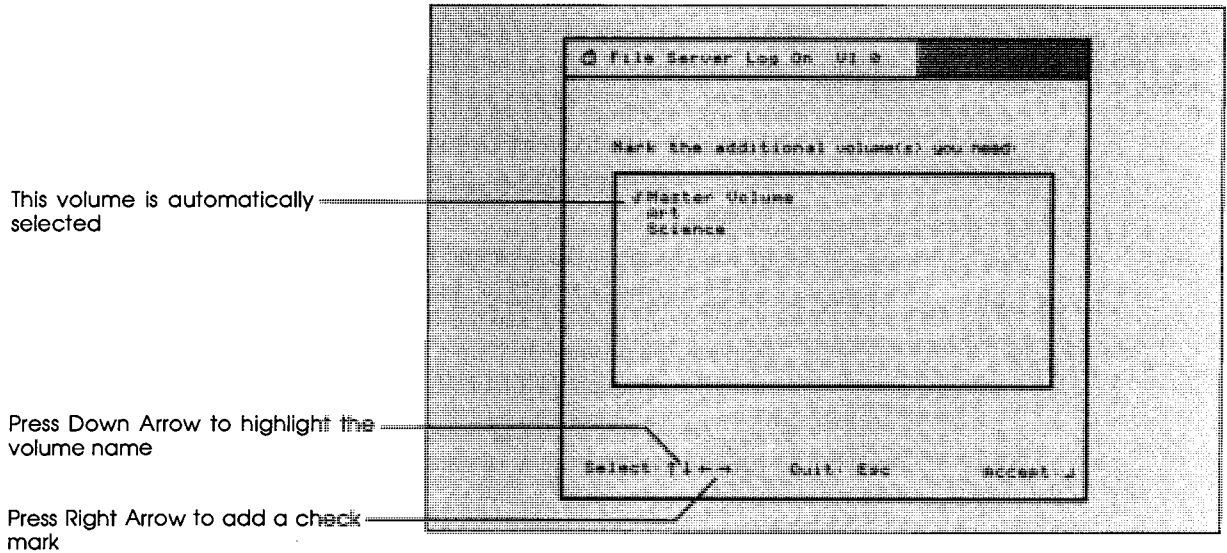 File Server Log On V1.0
Mark the additional volume(s) you need:
This volume is automatically
selected
√Master Volume
Art
Science
Press Down Arrow to highlight the
volume name
Select ↑↓←→ Quit: Esc Accept: ↵
Press Right Arrow to add a check
mark